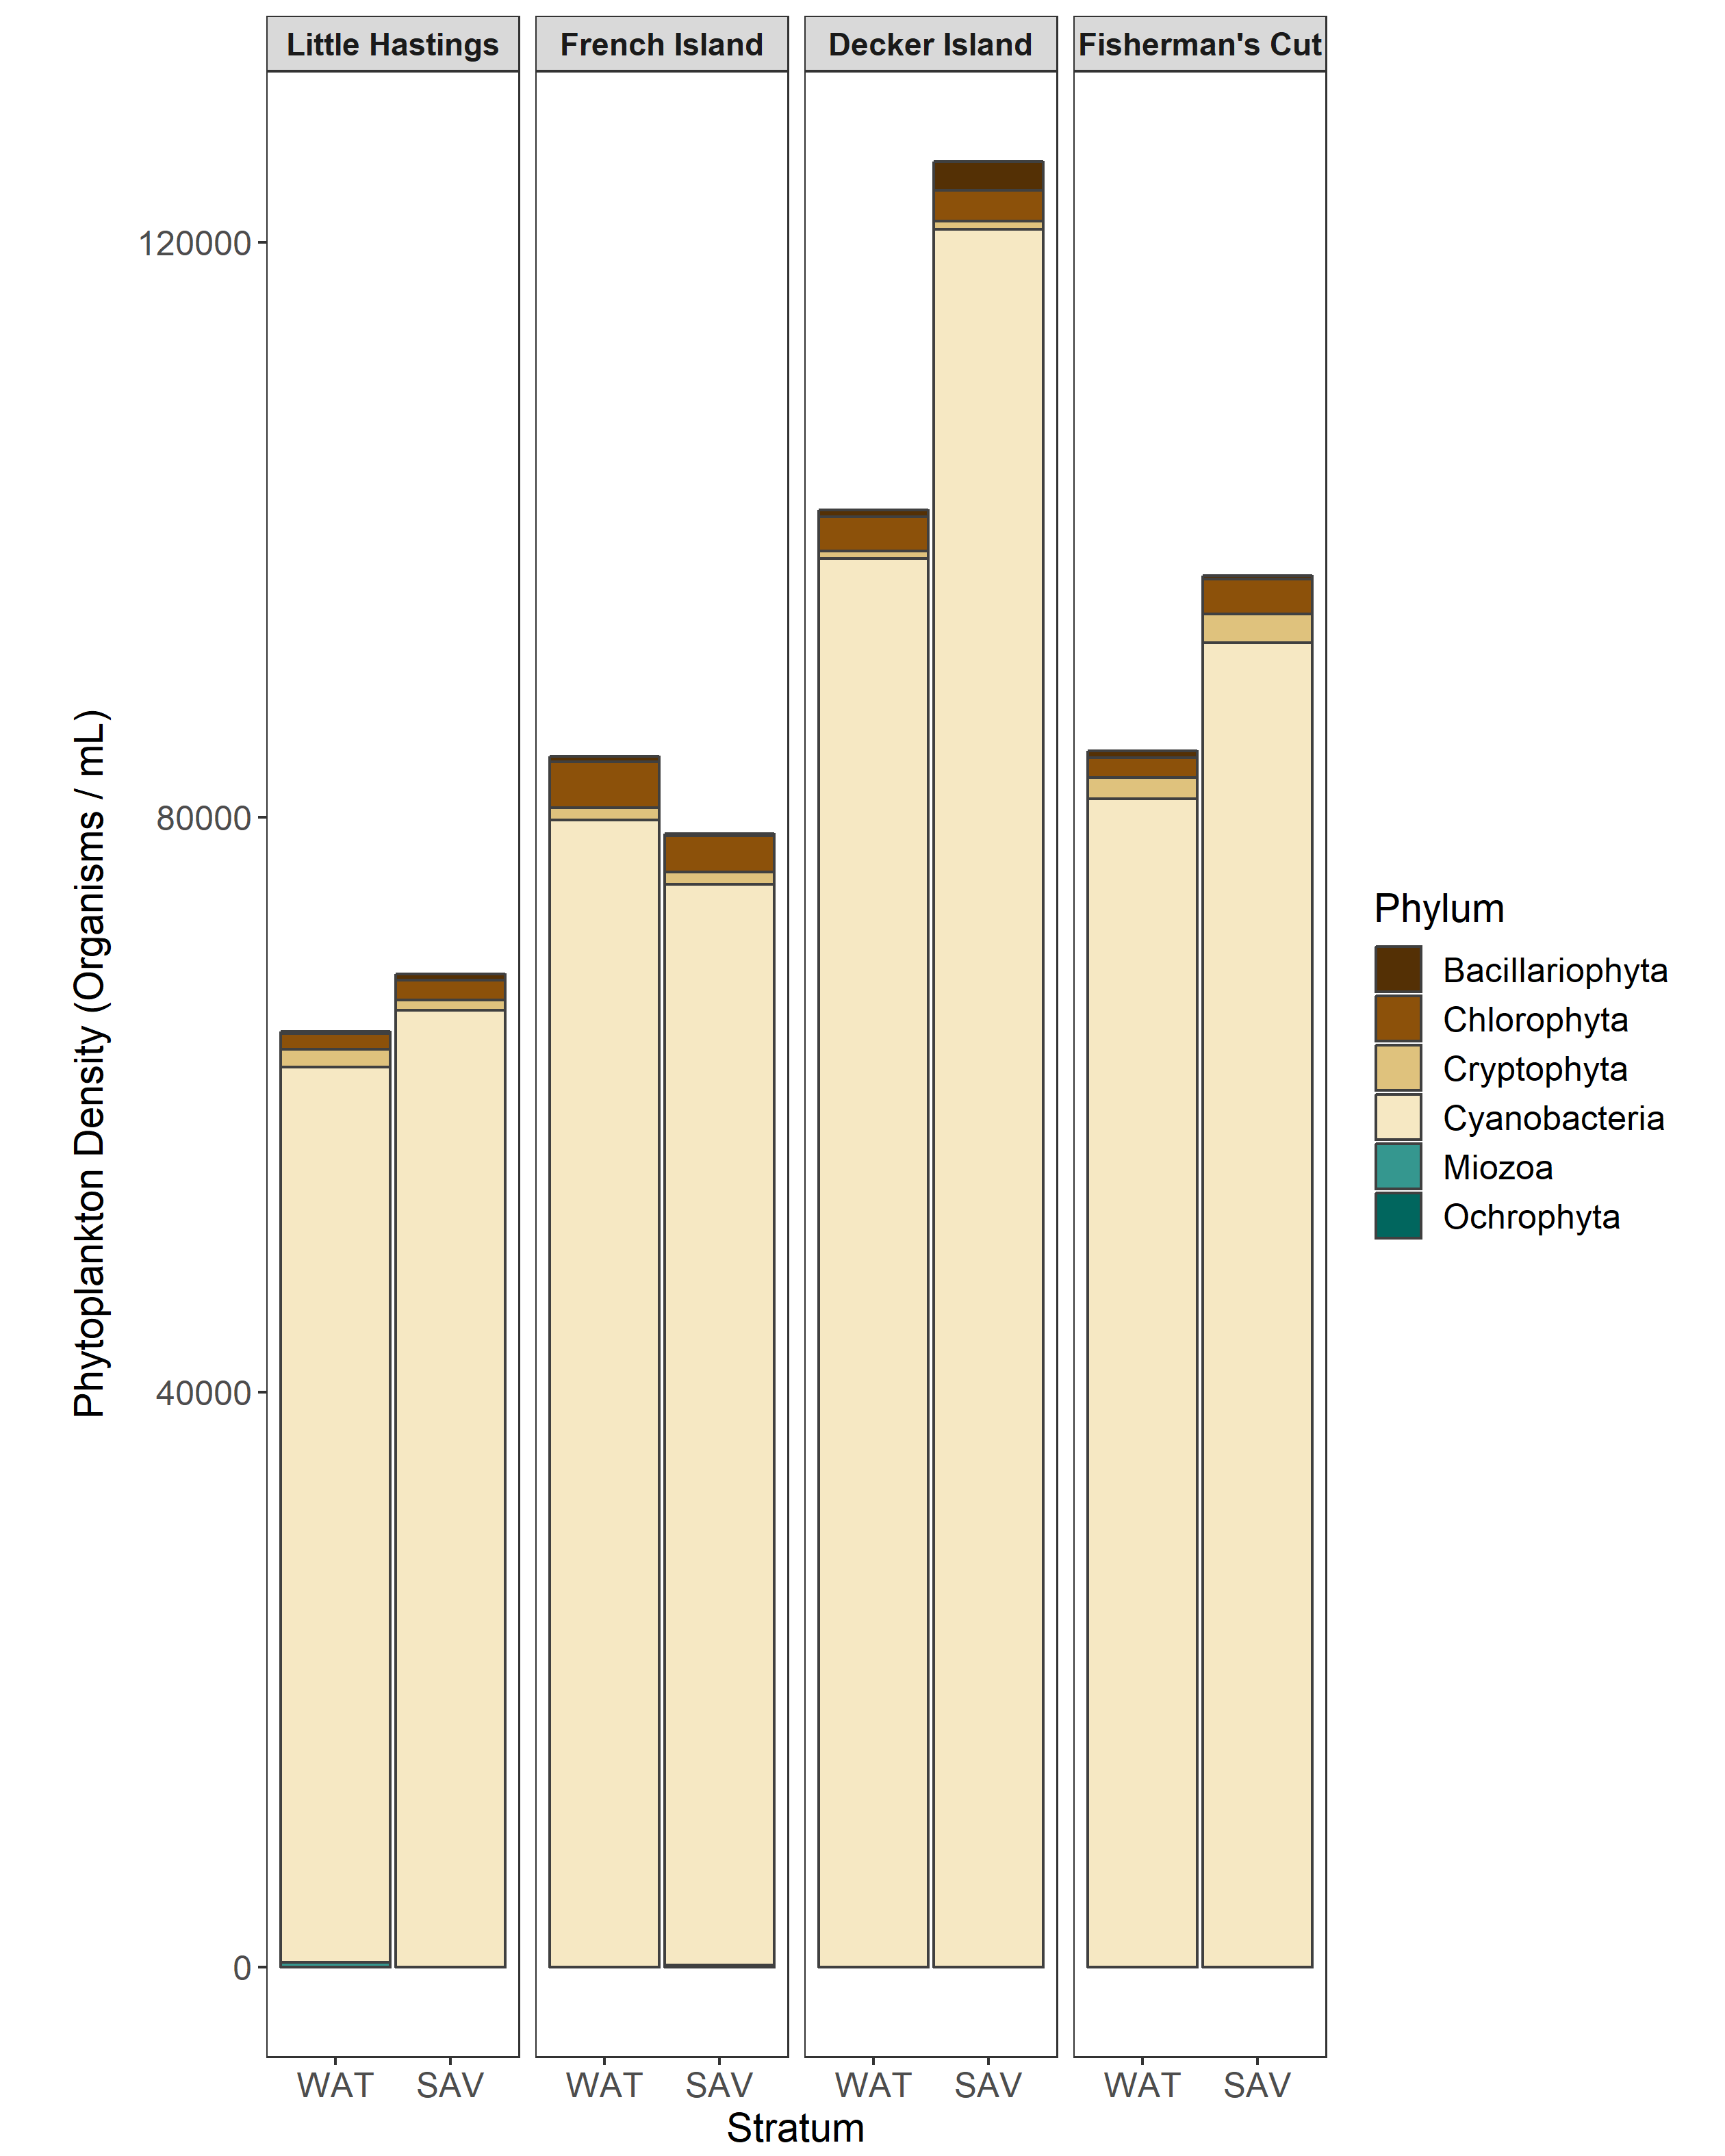 Little Hastings French Island Decker Island Fisherman's Cut
120000
80000
40000
0
Phytoplankton Density (Organisms / mL)
WAT SAV WAT SAV WAT SAV WAT SAV
Stratum
Phylum
Bacillariophyta
Chlorophyta
Cryptophyta
Cyanobacteria
Miozoa
Ochrophyta